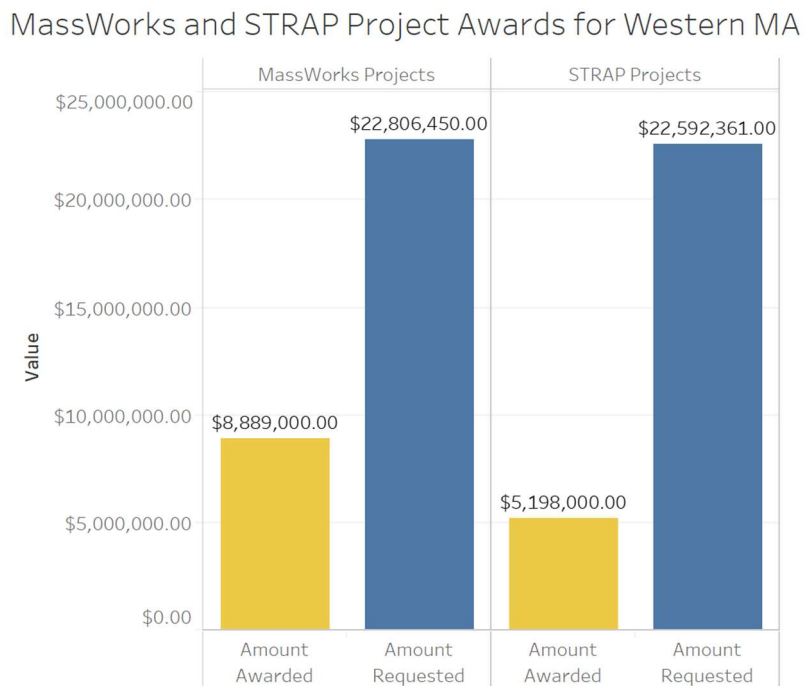 MassWorks and STRAP Project Awards for Western MA
MassWorks Projects
STRAP Projects
$25,000,000.00
$20,000,000.00
$15,000,000.00
$10,000,000.00
$5,000,000.00
$0.00
Value
$8,889,000.00
$22,806,450.00
$5,198,000.00
$22,592,361.00
Amount
Awarded
Amount
Requested
Amount
Awarded
Amount
Requested